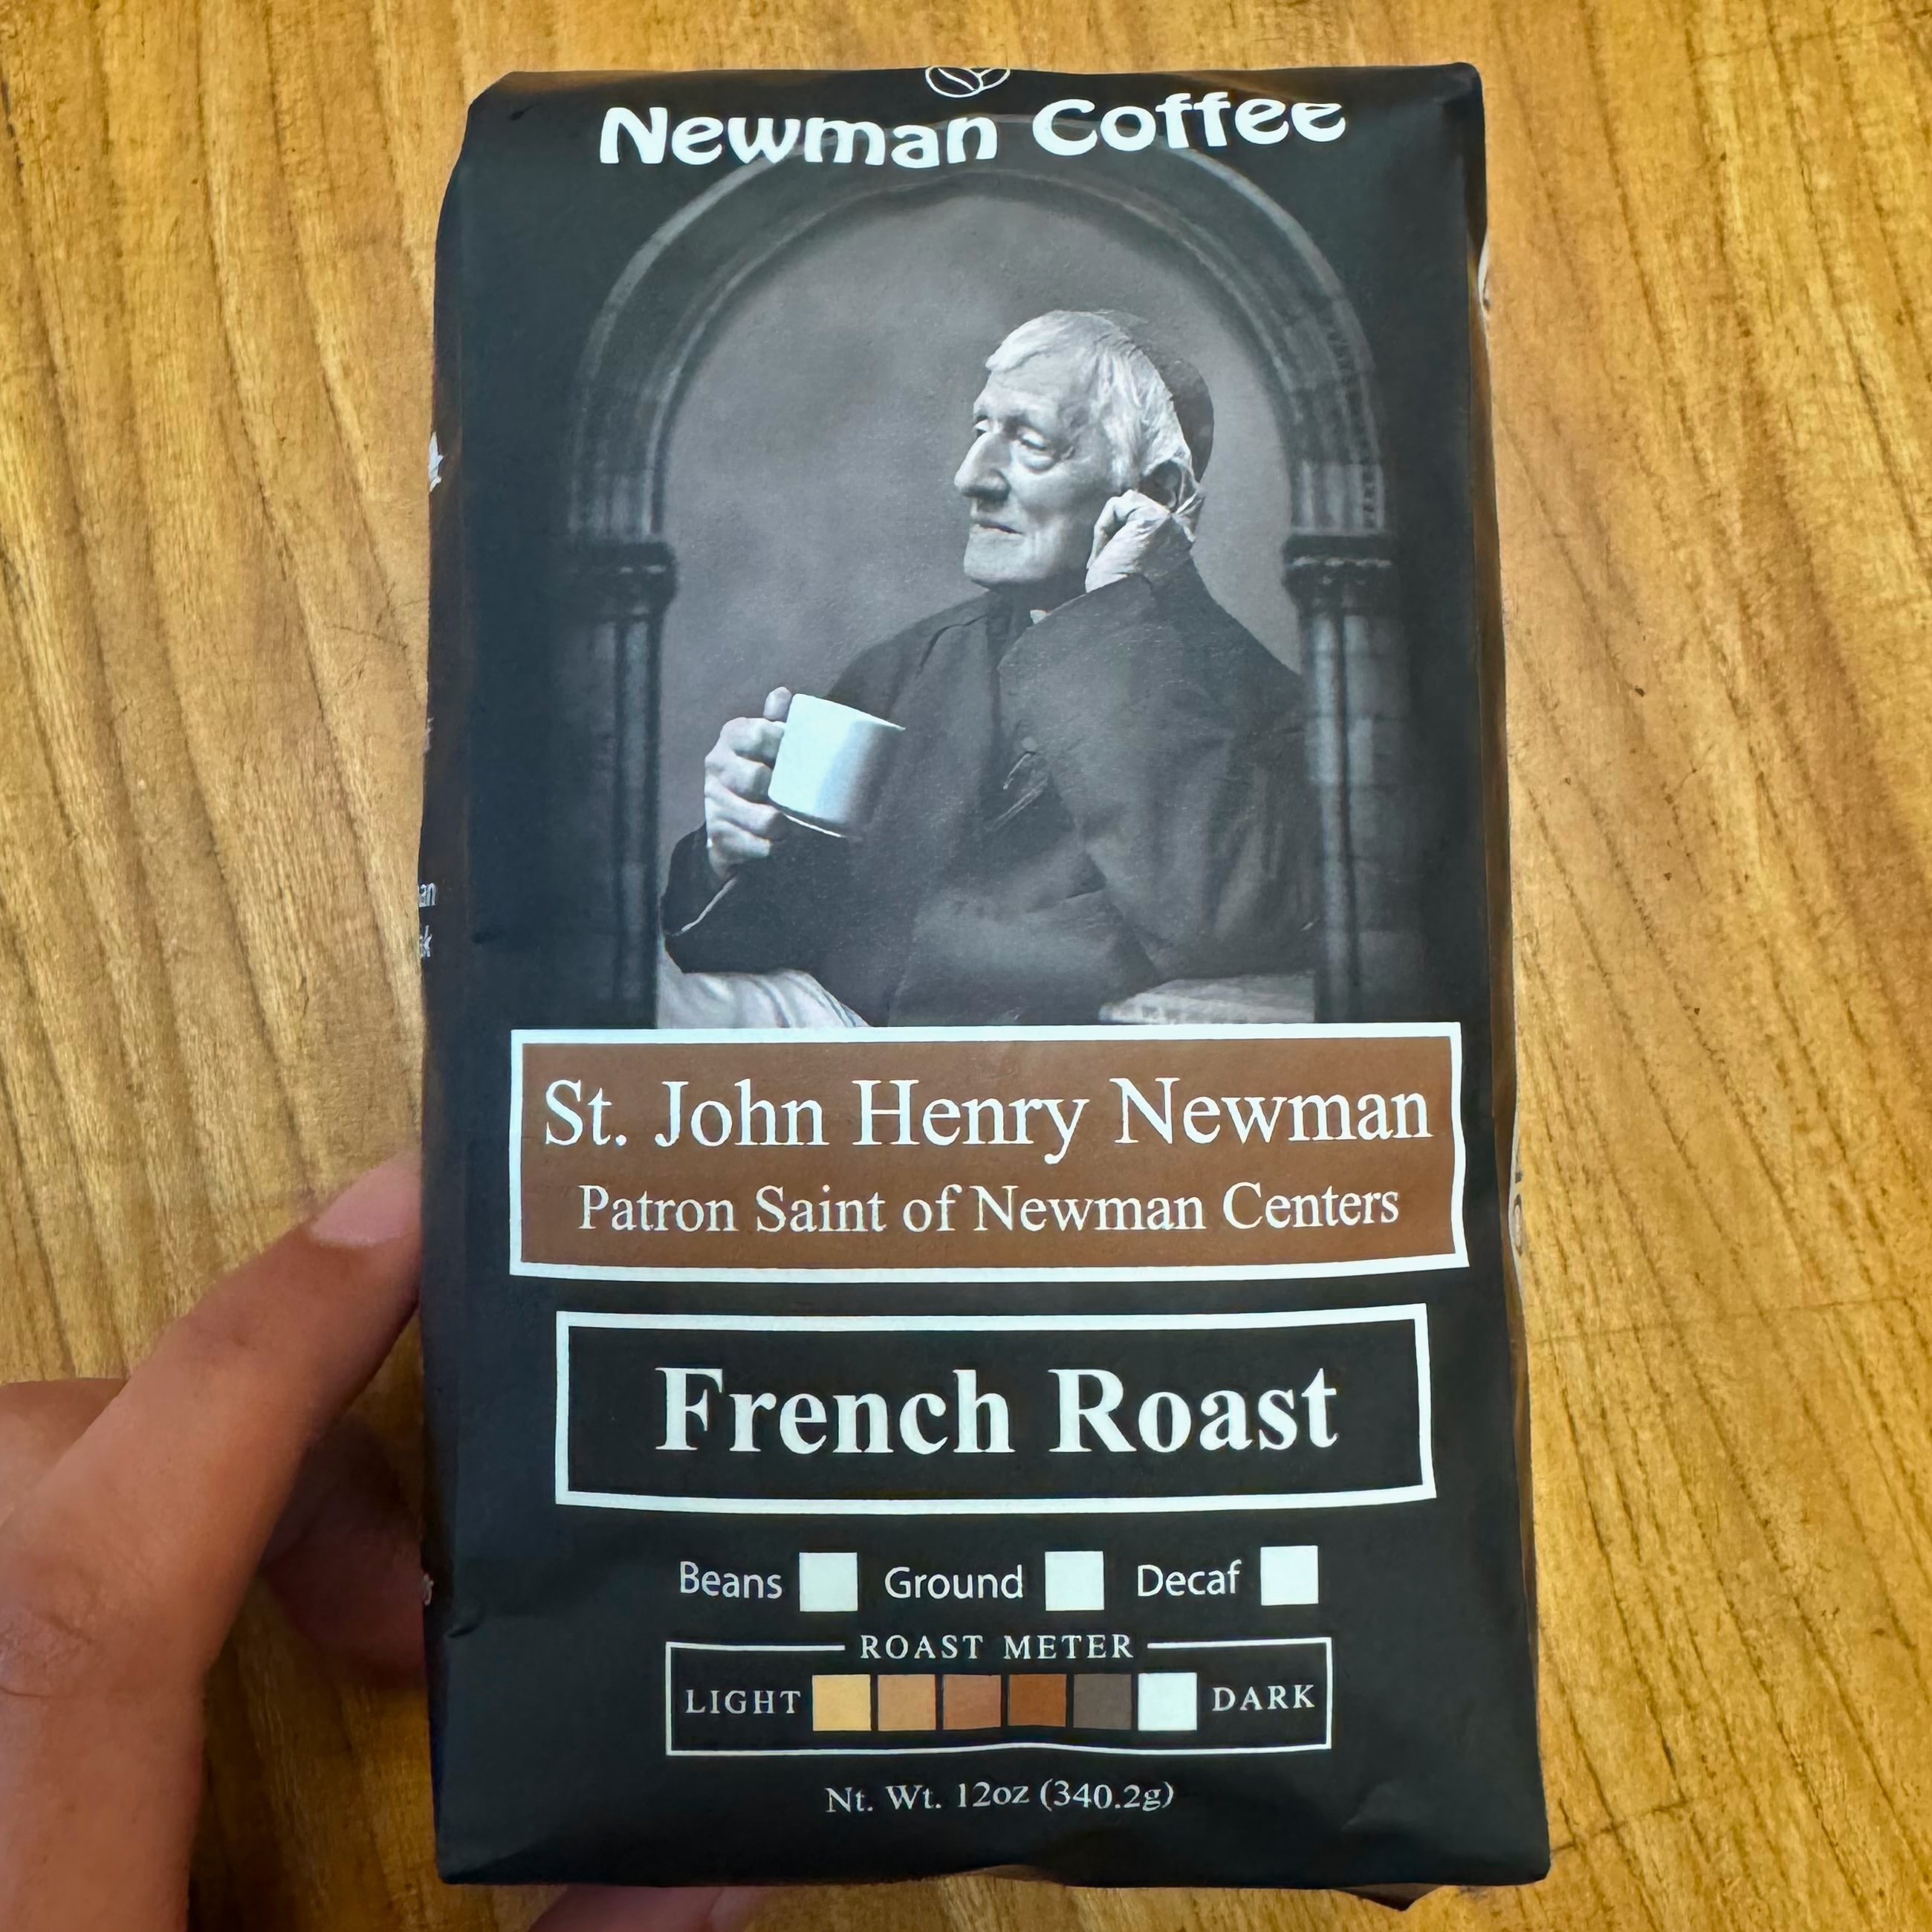 Newman Coffee
St. John Henry Newman
Patron Saint of Newman Centers
French Roast
Beans Ground Decaf
ROAST METER
LIGHT DARK
Nt. Wt. 12oz (340.2g)